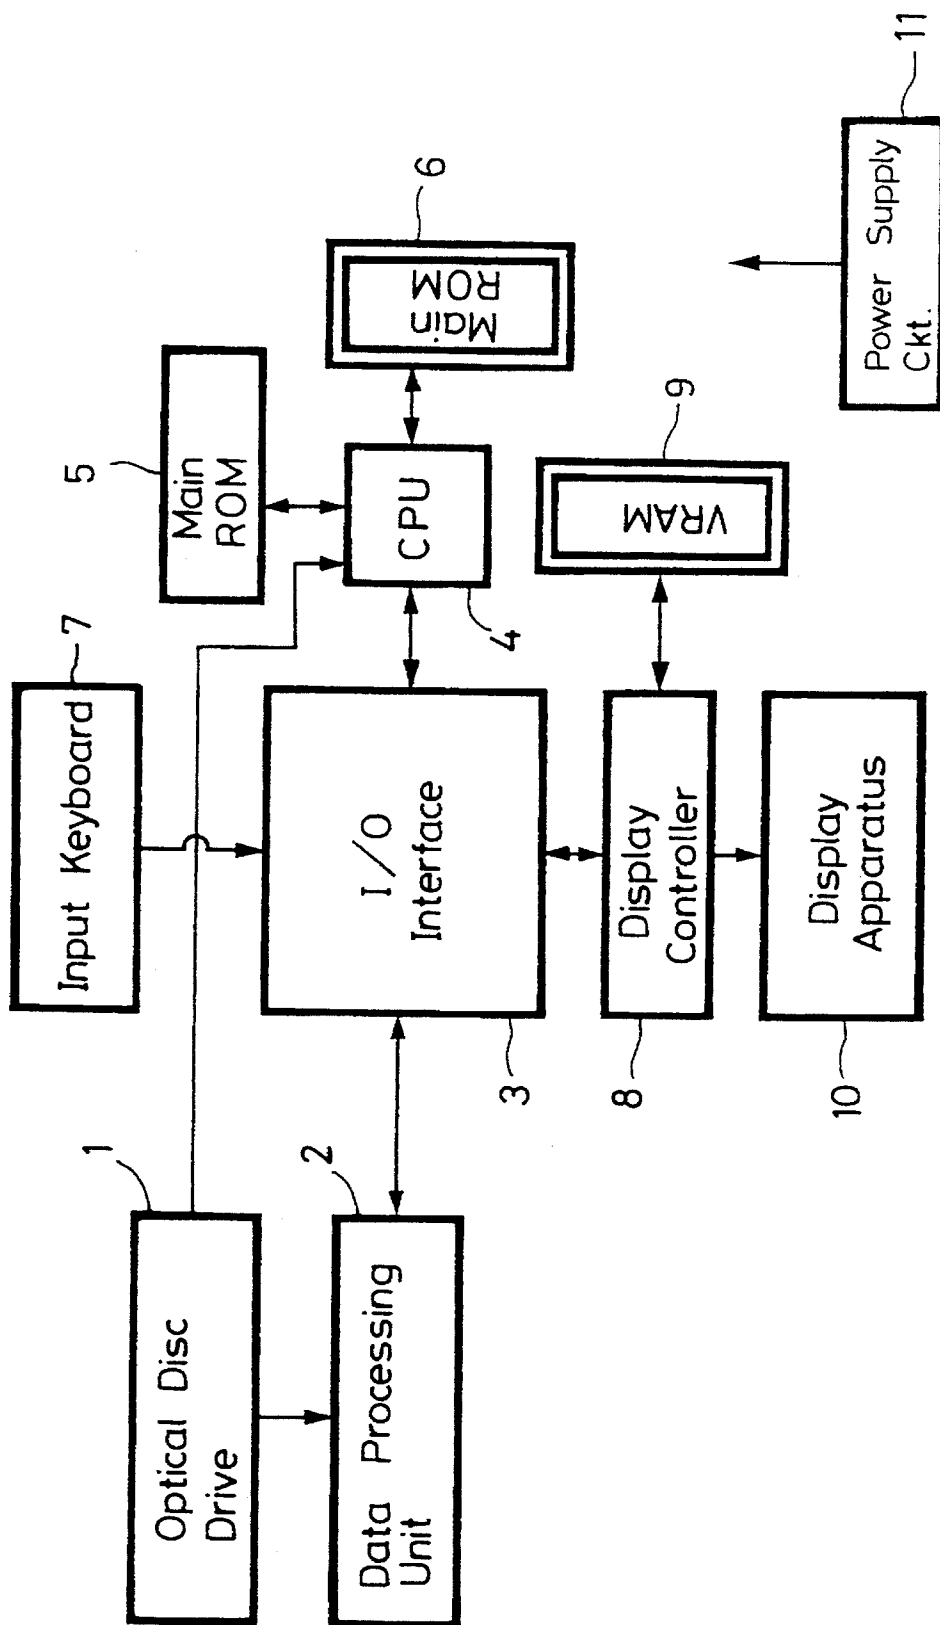 1
Optical Disc
Drive
2
Data Processing
Unit
7
Input Keyboard
I/O
Interface
3
5
Main
ROM
CPU
4
6
Main
ROM
Display
Controller
8
9
VRAM
Display
Apparatus
10
11
Power Supply
Ckt.